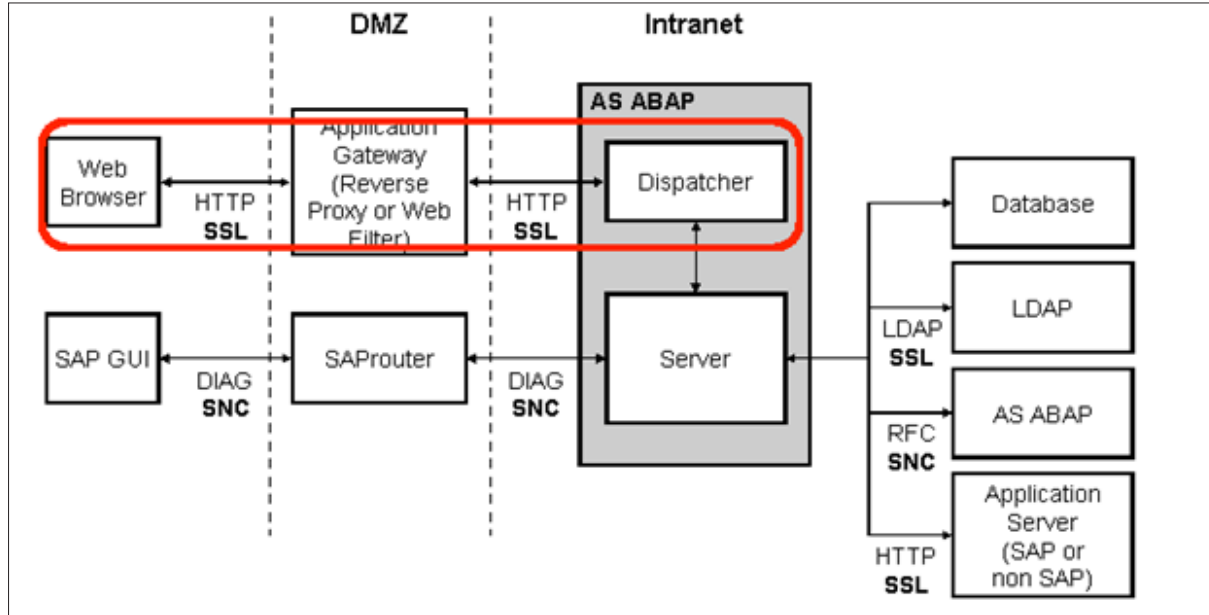 DMZ
Intranet
AS ABAP
Web
Browser
HTTP
SSL
Application
Gateway
(Reverse
Proxy or Web
Filter)
HTTP
SSL
Dispatcher
SAP GUI
DIAG
SNC
SAProuter
DIAG
SNC
Server
Database
LDAP
SSL
LDAP
RFC
SNC
AS ABAP
HTTP
SSL
Application
Server
(SAP or
non SAP)